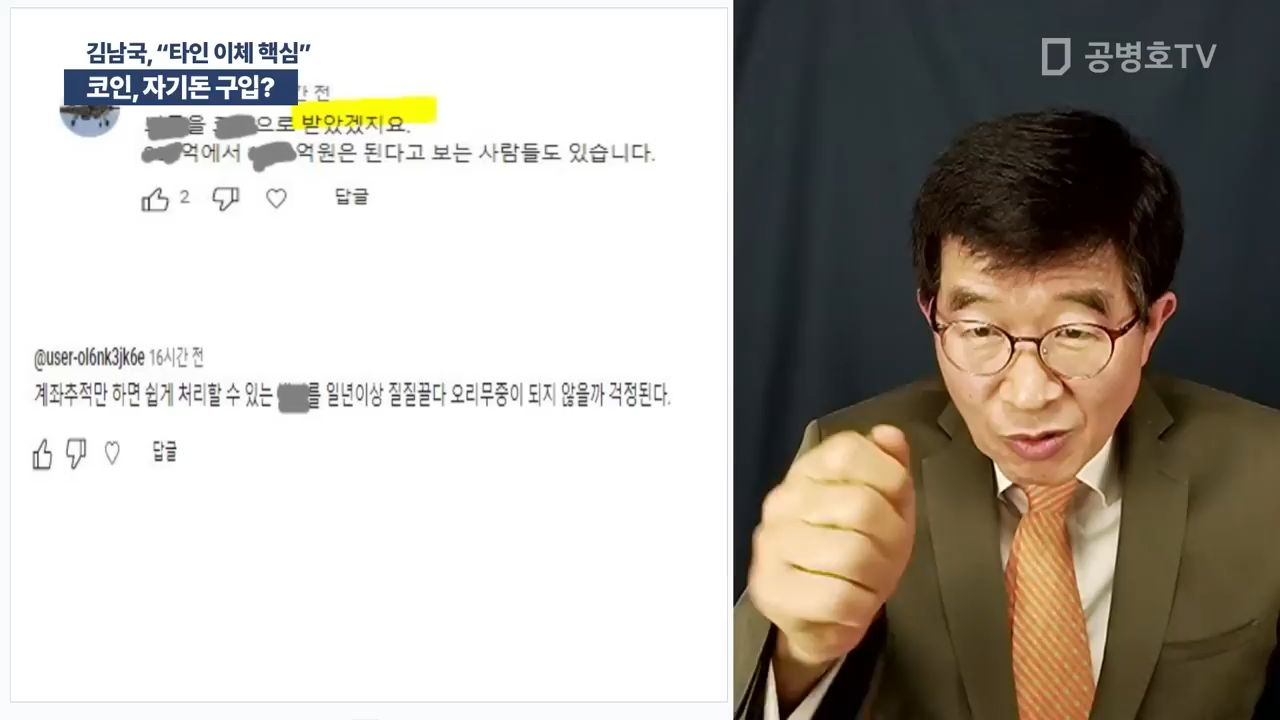 김남국, “타인 이체 핵심”
코인, 자기돈 구입?
간 전
을 으로 받았겠지요.
억에서 억원은 된다고 보는 사람들도 있습니다.
2 답글
@user-ol6nk3jk6e 16시간 전
계좌추적만 하면 쉽게 처리할 수 있는 를 일년이상 질질끌다 오리무중이 되지 않을까 걱정된다.
답글
공병호TV